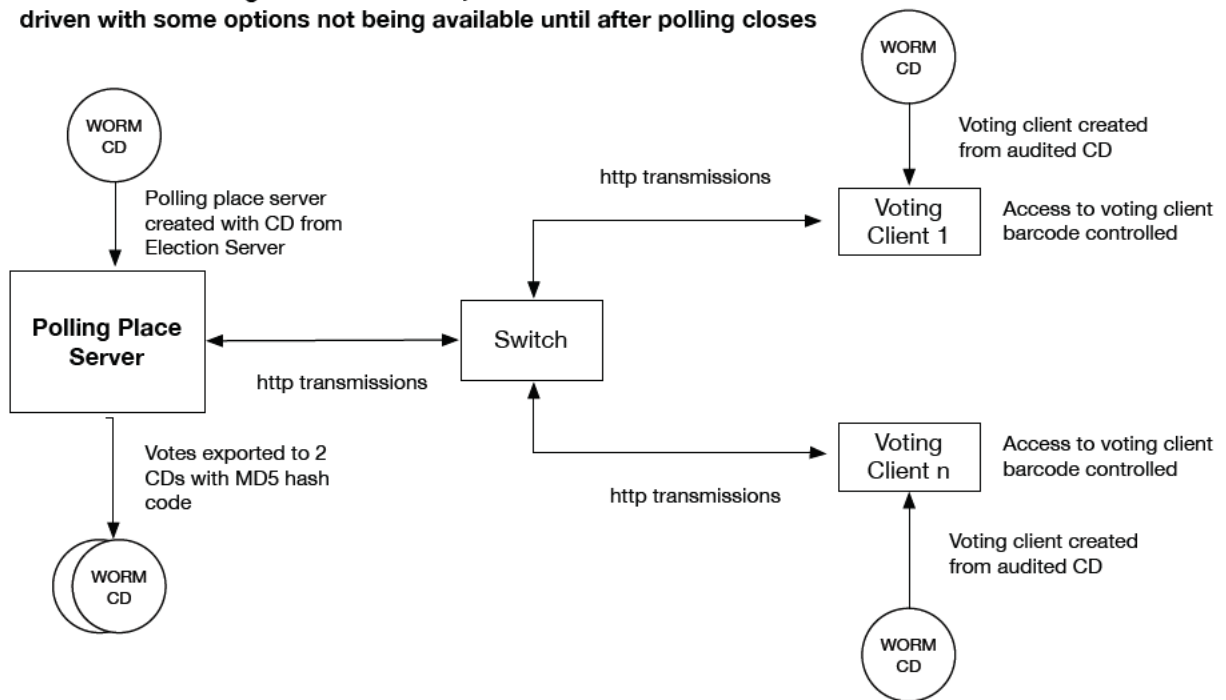 driven with some options not being available until after polling closes
WORM
CD
WORM
CD
Voting client created
from audited CD
http transmissions
Polling place server
created with CD from
Election Server
Voting
Client 1
Access to voting client
barcode controlled
Polling Place
Server
Switch
http transmissions
Votes exported to 2
CDs with MD5 hash
code
Voting
Client n
Access to voting client
barcode controlled
http transmissions
Voting client created
from audited CD
WORM
CD
WORM
CD